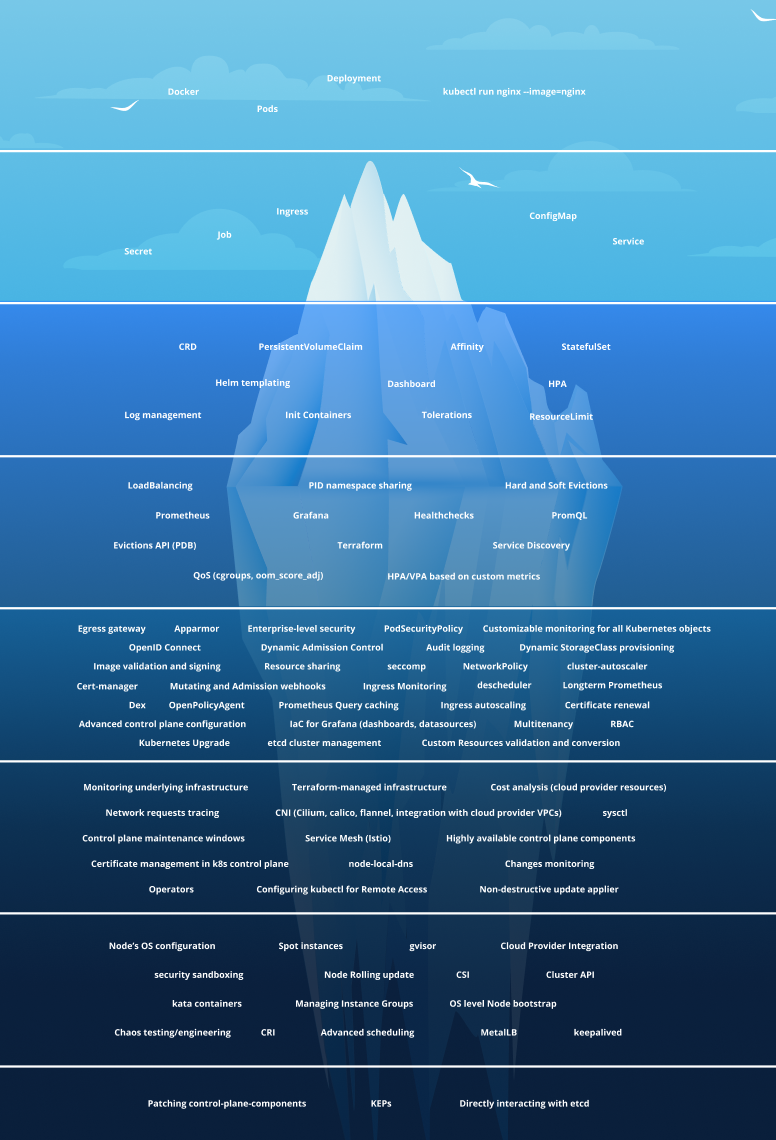 Deployment
Docker kubectl run nginx --image=nginx
Pods
Ingress
ConfigMap
Job
Service
Secret
CRD PersistentVolumeClaim Affinity StatefulSet
Helm templating Dashboard HPA
Log management Init Containers Tolerations ResourceLimit
LoadBalancing PID namespace sharing Hard and Soft Evictions
Prometheus Grafana Healthchecks PromQL
Evictions API (PDB) Terraform Service Discovery
QoS (cgroups, oom_score_adj) HPA/VPA based on custom metrics
Egress gateway Apparmor Enterprise-level security PodSecurityPolicy Customizable monitoring for all Kubernetes objects
OpenID Connect Dynamic Admission Control Audit logging Dynamic StorageClass provisioning
Image validation and signing Resource sharing seccomp NetworkPolicy cluster-autoscaler
Cert-manager Mutating and Admission webhooks Ingress Monitoring descheduler Longterm Prometheus
Dex OpenPolicyAgent Prometheus Query caching Ingress autoscaling Certificate renewal
Advanced control plane configuration IaC for Grafana (dashboards, datasources) Multitenancy RBAC
Kubernetes Upgrade etcd cluster management Custom Resources validation and conversion
Monitoring underlying infrastructure Terraform-managed infrastructure Cost analysis (cloud provider resources)
Network requests tracing CNI (Cilium, calico, flannel, integration with cloud provider VPCs) sysctl
Control plane maintenance windows Service Mesh (Istio) Highly available control plane components
Certificate management in k8s control plane node-local-dns Changes monitoring
Operators Configuring kubectl for Remote Access Non-destructive update applier
Node's OS configuration Spot instances gvisor Cloud Provider Integration
security sandboxing Node Rolling update CSI Cluster API
kata containers Managing Instance Groups OS level Node bootstrap
Chaos testing/engineering CRI Advanced scheduling MetalLB keepalived
Patching control-plane-components KEPs Directly interacting with etcd